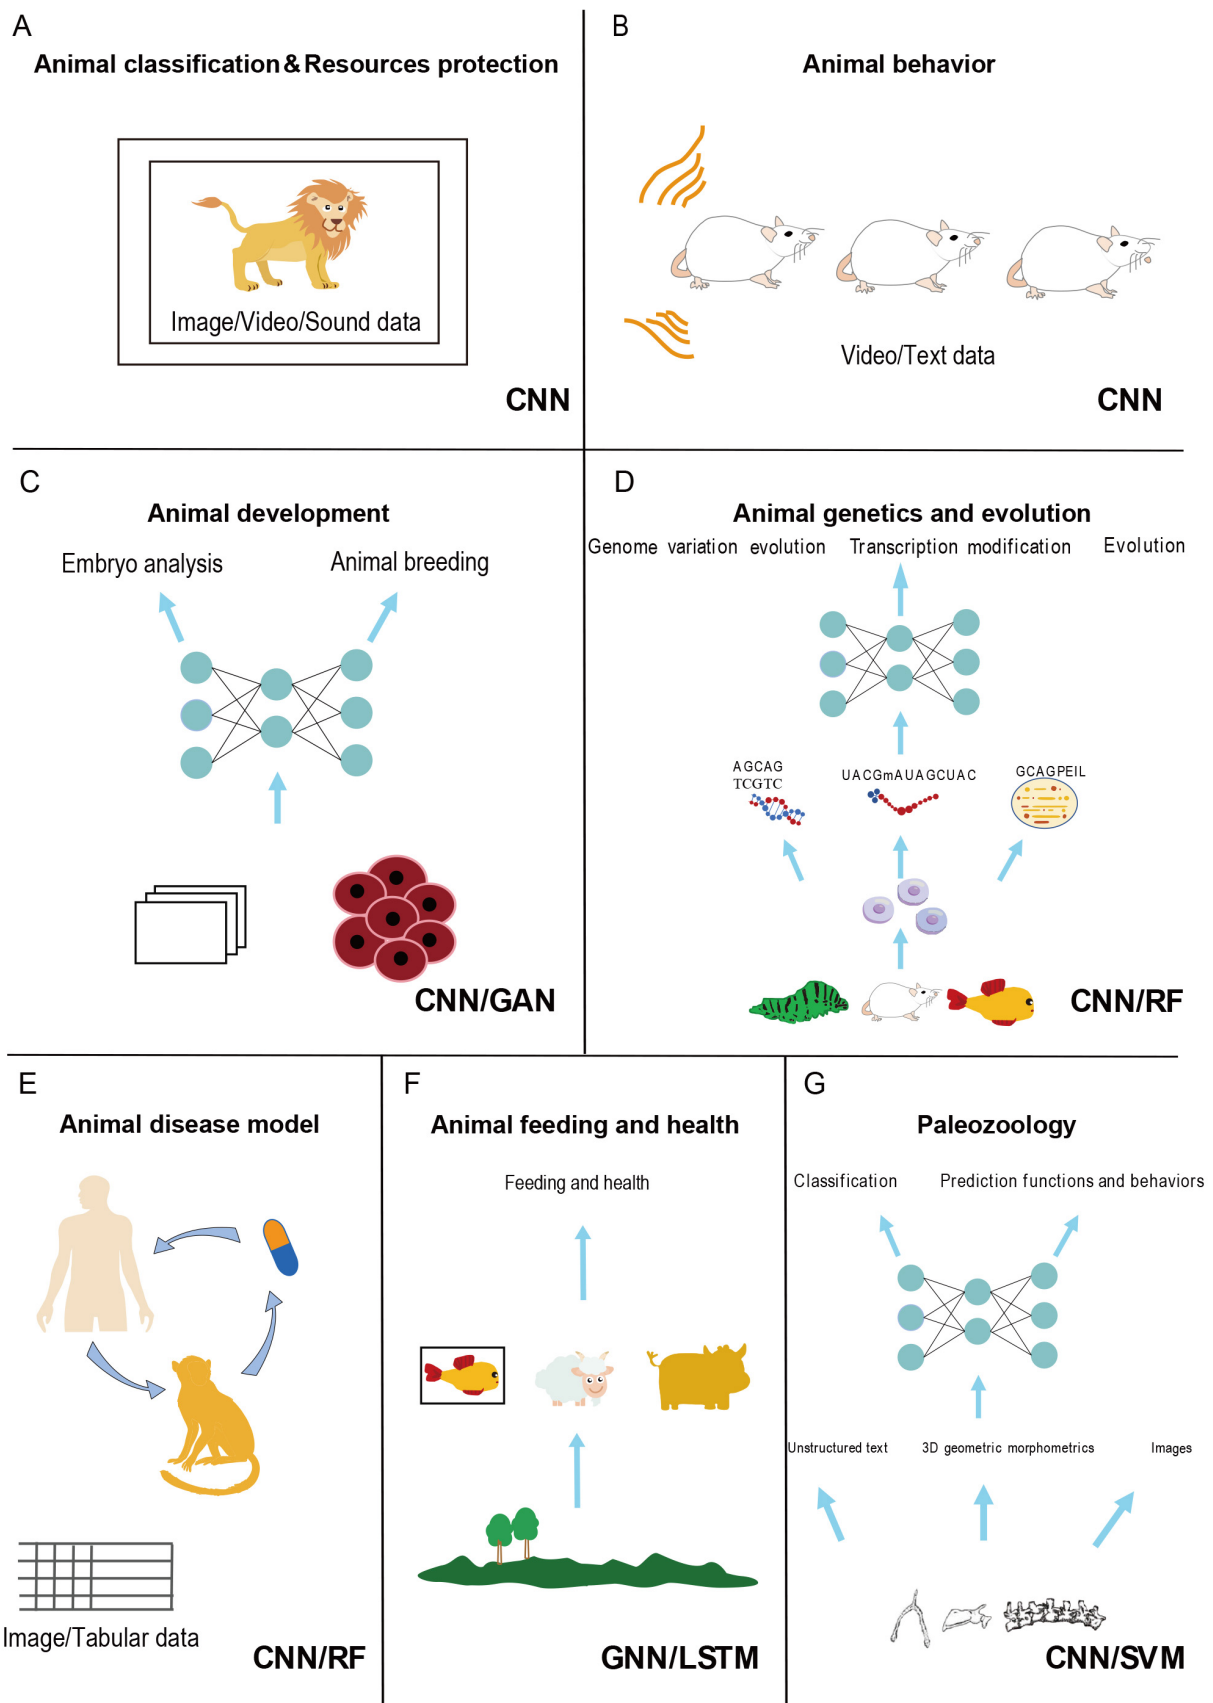 A
Animal classification & Resources protection
Image/Video/Sound data
CNN
B
Animal behavior
Video/Text data
CNN
C
Animal development
Embryo analysis
Animal breeding
CNN/GAN
D
Animal genetics and evolution
Genome variation evolution
Transcription modification
Evolution
AGCAG
TCGTC
UACGmAUAGCUAC
GCAGPEIL
CNN/RF
E
Animal disease model
Image/Tabular data
CNN/RF
F
Animal feeding and health
Feeding and health
GNN/LSTM
G
Paleozoology
Classification
Prediction functions and behaviors
Unstructured text
3D geometric morphometrics
Images
CNN/SVM